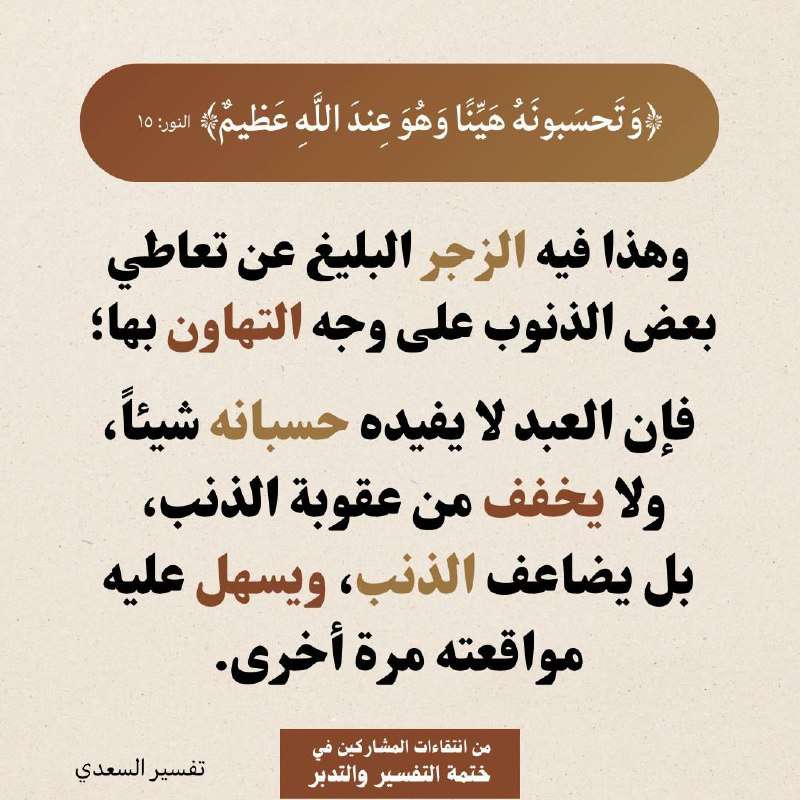 ﴿وَتَحسَبونَهُ هَيِّنًا وَهُوَ عِندَ اللَّهِ عَظيمٌ﴾ النور: ١٥
وهذا فيه الزجر البليغ عن تعاطي
بعض الذنوب على وجه التهاون بها؛
فإن العبد لا يفيده حسبانه شيئاً،
ولا يخفف من عقوبة الذنب،
بل يضاعف الذنب، ويسهل عليه
مواقعته مرة أخرى.
من انتقاءات المشاركين في
ختمة التفسير والتدبر
تفسير السعدي